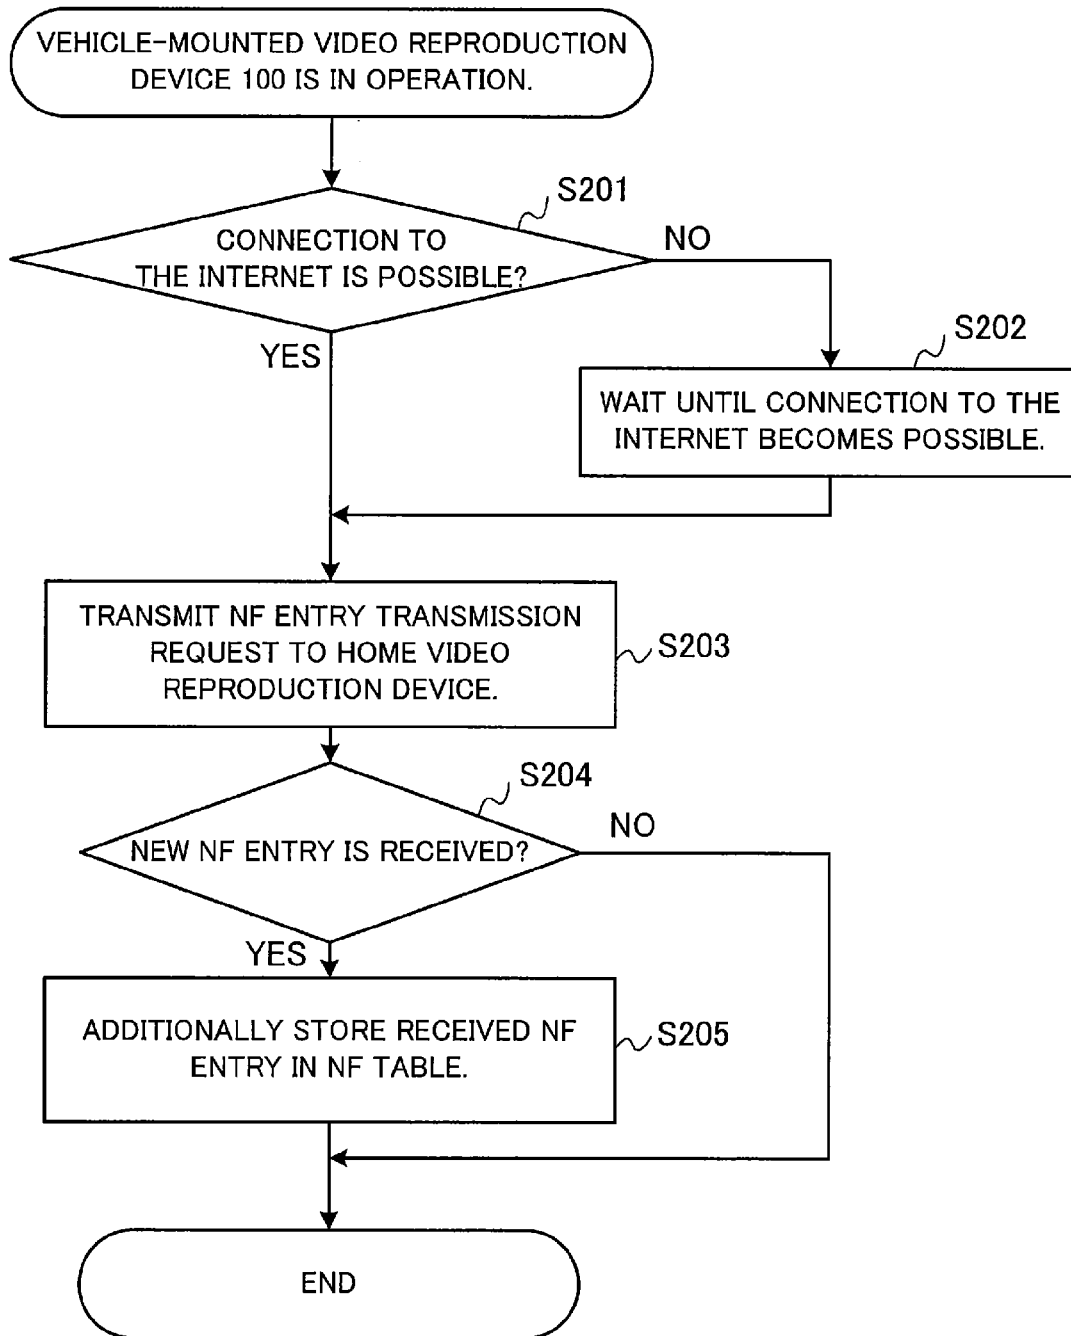 VEHICLE-MOUNTED VIDEO REPRODUCTION
DEVICE 100 IS IN OPERATION.
S201
CONNECTION TO
THE INTERNET IS POSSIBLE?
NO
YES
S202
WAIT UNTIL CONNECTION TO THE
INTERNET BECOMES POSSIBLE.
TRANSMIT NF ENTRY TRANSMISSION
REQUEST TO HOME VIDEO
REPRODUCTION DEVICE.
S203
S204
NEW NF ENTRY IS RECEIVED?
NO
YES
ADDITIONALLY STORE RECEIVED NF
ENTRY IN NF TABLE.
S205
END